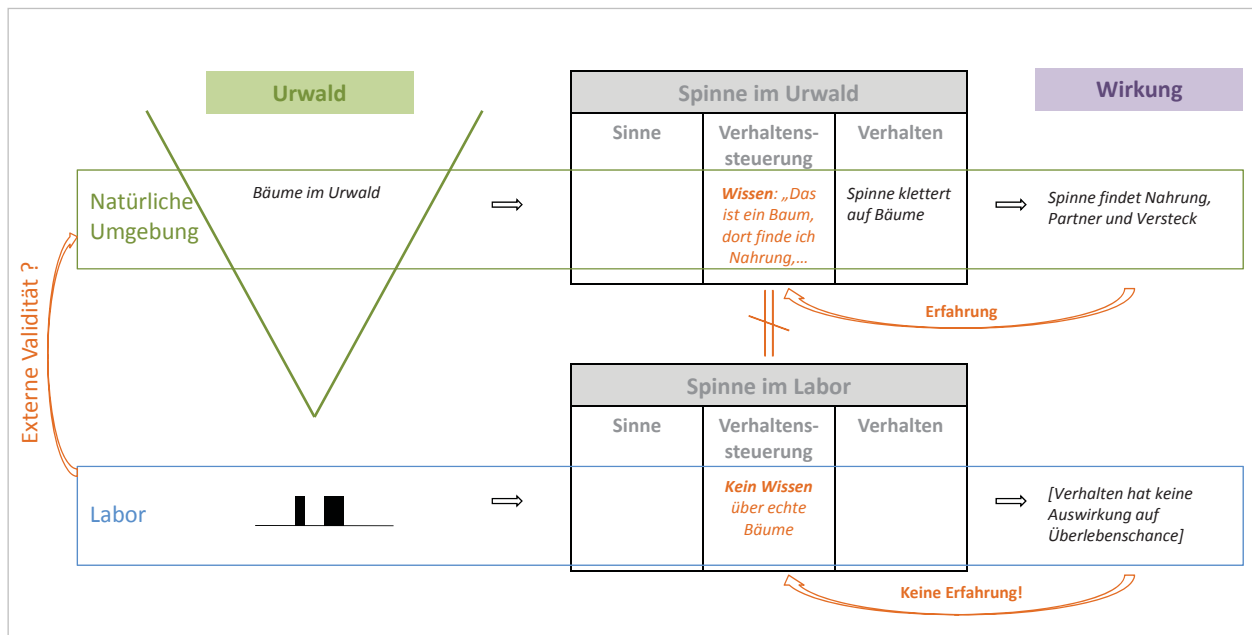 Urwald
Spinne im Urwald
Wirkung
Sinne
Verhaltens-
steuerung
Verhalten
Natürliche
Umgebung
Bäume im Urwald
Wissen: „Das
ist ein Baum,
dort finde ich
Nahrung,…
Spinne klettert
auf Bäume
Spinne findet Nahrung,
Partner und Versteck
Externe Validität ?
Erfahrung
Spinne im Labor
Sinne
Verhaltens-
steuerung
Verhalten
Labor
Kein Wissen
über echte
Bäume
[Verhalten hat keine
Auswirkung auf
Überlebenschance]
Keine Erfahrung!